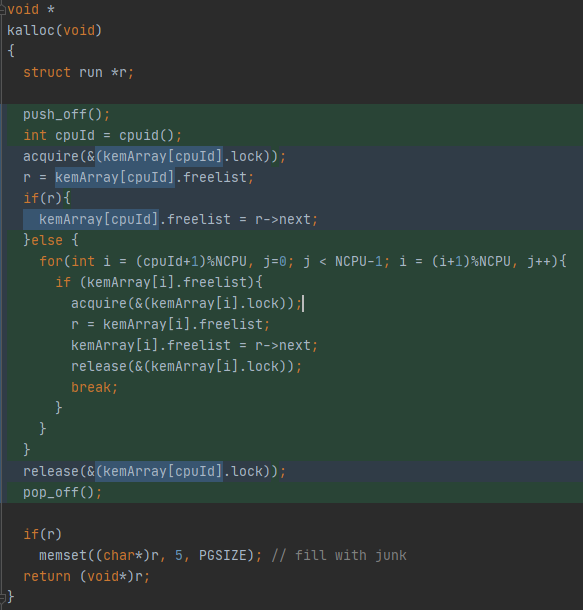 void *
kalloc(void)
{
  struct run *r;

  push_off();
  int cpuId = cpuid();
  acquire(&(kemArray[cpuId].lock));
  r = kemArray[cpuId].freelist;
  if(r){
    kemArray[cpuId].freelist = r->next;
  }else {
    for(int i = (cpuId+1)%NCPU, j=0; j < NCPU-1; i = (i+1)%NCPU, j++){
      if (kemArray[i].freelist){
        acquire(&(kemArray[i].lock));
        r = kemArray[i].freelist;
        kemArray[i].freelist = r->next;
        release(&(kemArray[i].lock));
        break;
      }
    }
  }
  release(&(kemArray[cpuId].lock));
  pop_off();

  if(r)
    memset((char*)r, 5, PGSIZE); // fill with junk
  return (void*)r;
}